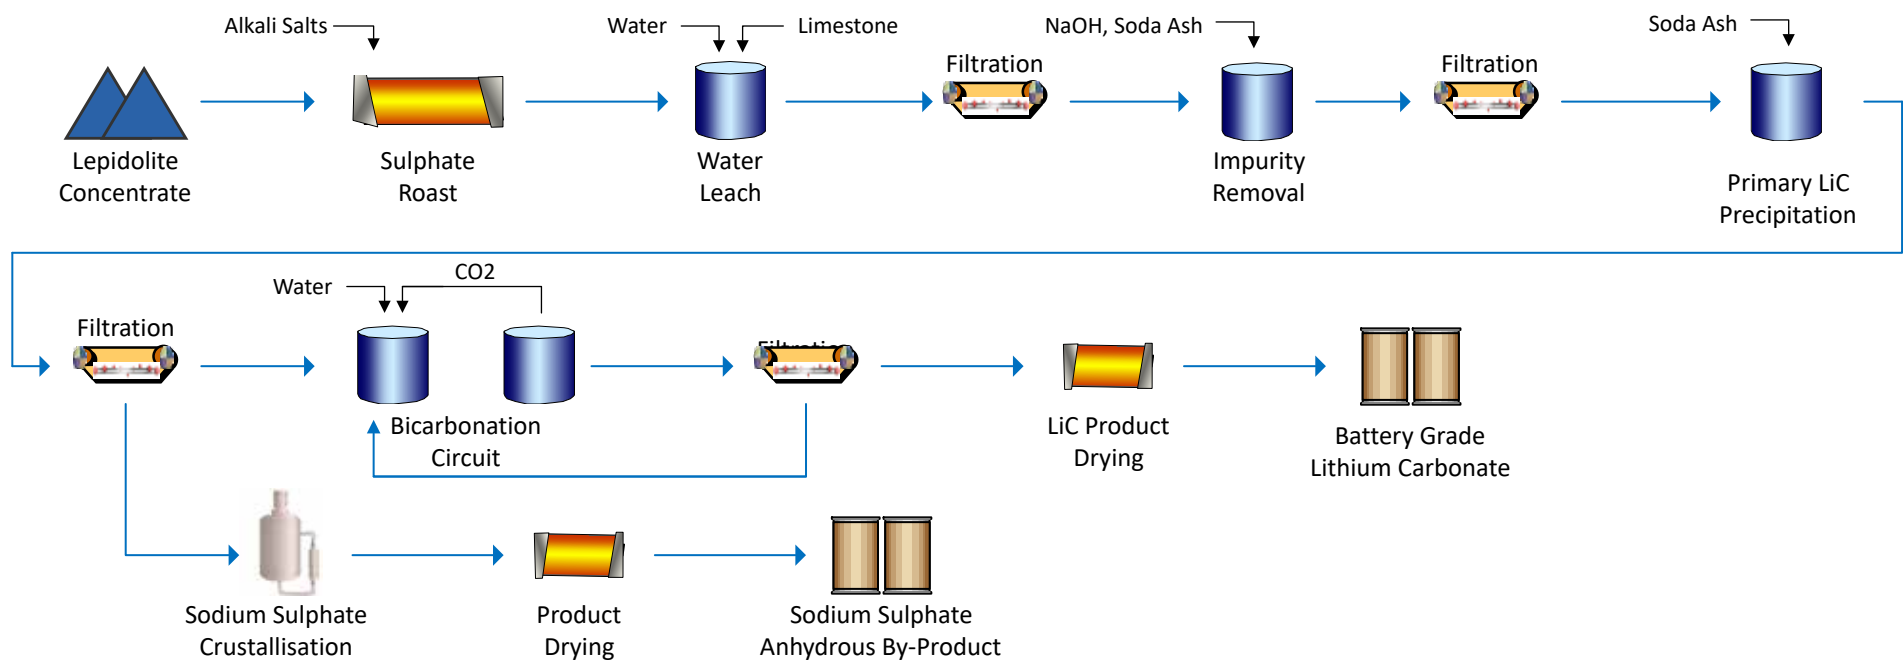 Alkali Salts
Water
Limestone
NaOH, Soda Ash
Soda Ash
Filtration
Filtration
Lepidolite
Concentrate
Sulphate
Roast
Water
Leach
Impurity
Removal
Primary LiC
Precipitation
CO2
Water
Filtration
Filtration
Bicarbonation
Circuit
LiC Product
Drying
Battery Grade
Lithium Carbonate
Sodium Sulphate
Crustallisation
Product
Drying
Sodium Sulphate
Anhydrous By-Product